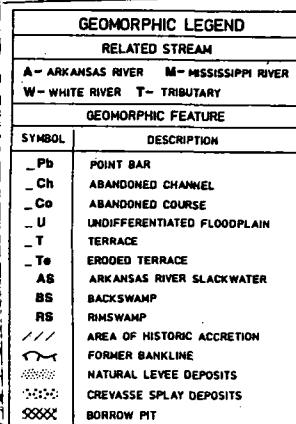 GEOMORPHIC LEGEND
RELATED STREAM
A- ARKANSAS RIVER M- MISSISSIPPI RIVER
W- WHITE RIVER T- TRIBUTARY
GEOMORPHIC FEATURE
SYMBOL DESCRIPTION
_Pb POINT BAR
_Ch ABANDONED CHANNEL
_Co ABANDONED COURSE
_U UNDIFFERENTIATED FLOODPLAIN
_T TERRACE
_Te ERODED TERRACE
AS ARKANSAS RIVER SLACKWATER
BS BACKSWAMP
RS RIMSWAMP
AREA OF HISTORIC ACCRETION
FORMER BANKLINE
NATURAL LEVEE DEPOSITS
CREVASSE SPLAY DEPOSITS
BORROW PIT